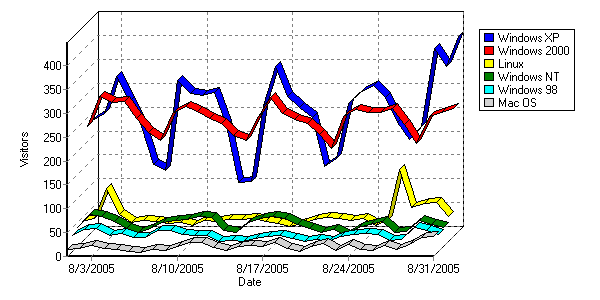 400
350
300
250
200
150
100
50
0
Visitors
8/3/2005
8/10/2005
8/17/2005
8/24/2005
8/31/2005
Date
Windows XP
Windows 2000
Linux
Windows NT
Windows 98
Mac OS